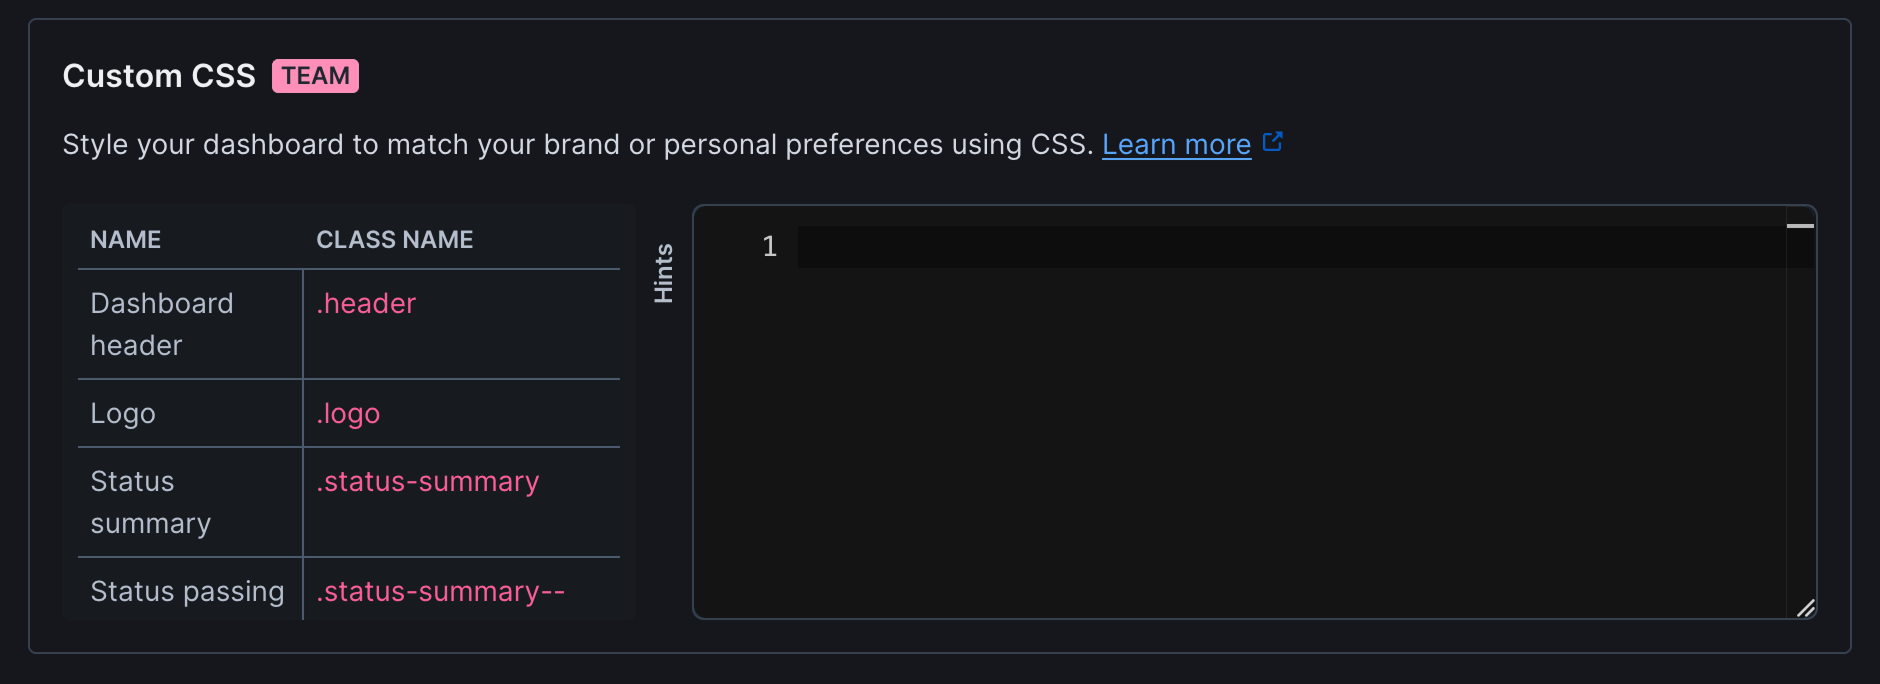 Custom CSS TEAM
Style your dashboard to match your brand or personal preferences using CSS. Learn more
NAME CLASS NAME
Dashboard .header
header
Logo .logo
Status .status-summary
summary
Status passing .status-summary--
Hints
1